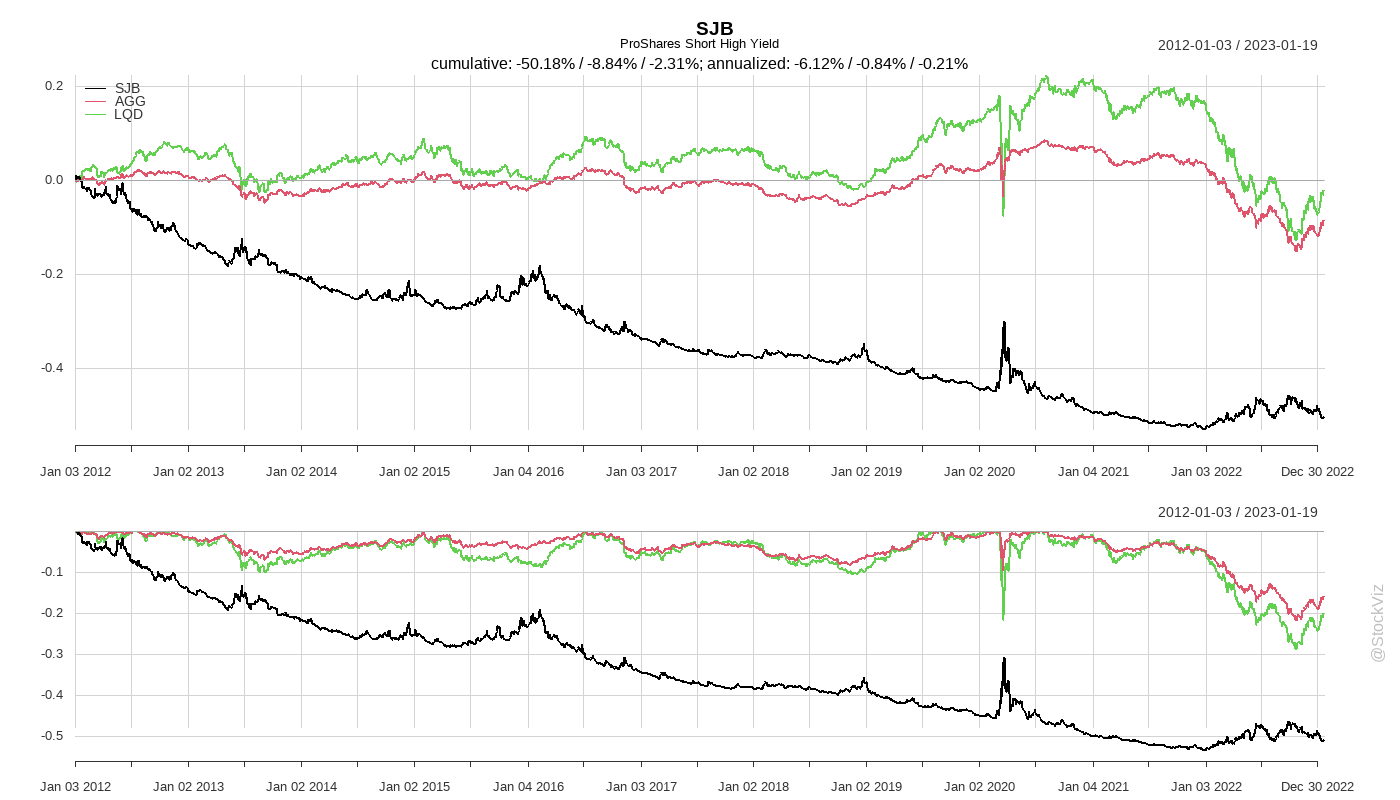 SJB
ProShares Short High Yield
2012-01-03 / 2023-01-19
cumulative: -50.18% / -8.84% / -2.31%; annualized: -6.12% / -0.84% / -0.21%
SJB
AGG
LQD
0.2
0.0
-0.2
-0.4
Jan 03 2012 Jan 02 2013 Jan 02 2014 Jan 02 2015 Jan 04 2016 Jan 03 2017 Jan 02 2018 Jan 02 2019 Jan 02 2020 Jan 04 2021 Jan 03 2022 Dec 30 2022
2012-01-03 / 2023-01-19
-0.1
-0.2
-0.3
-0.4
-0.5
Jan 03 2012 Jan 02 2013 Jan 02 2014 Jan 02 2015 Jan 04 2016 Jan 03 2017 Jan 02 2018 Jan 02 2019 Jan 02 2020 Jan 04 2021 Jan 03 2022 Dec 30 2022
@StockViz